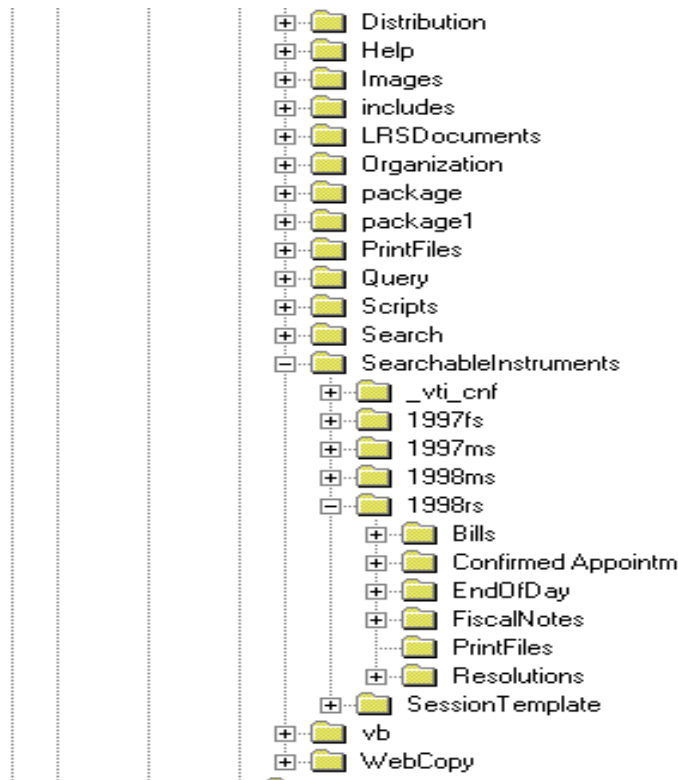 Distribution
Help
Images
includes
LRSDocuments
Organization
package
package1
PrintFiles
Query
Scripts
Search
SearchableInstruments
_vti_cnf
1997fs
1997ms
1998ms
1998rs
Bills
Confirmed Appointm
EndOfDay
FiscalNotes
PrintFiles
Resolutions
SessionTemplate
vb
WebCopy